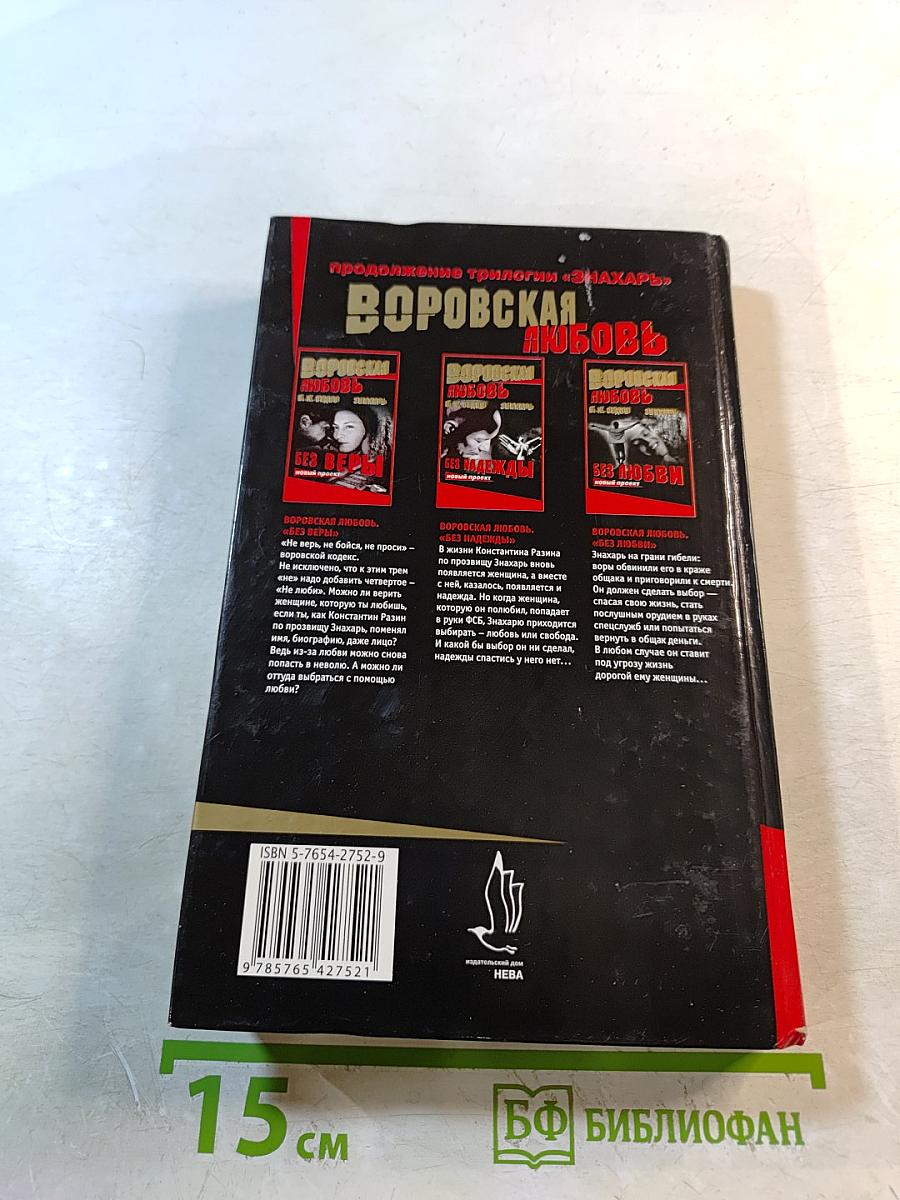 продолжение трилогии «ЗНАХАРЬ»
ВОРОВСКАЯ
ЛЮБОВЬ
ВОРОВСКАЯ
ЛЮБОВЬ
ЗНАХАРЬ
БЕЗ ВЕРЫ
новый проект
ВОРОВСКАЯ
ЛЮБОВЬ
ЗНАХАРЬ
БЕЗ НАДЕЖДЫ
новый проект
ВОРОВСКАЯ
ЛЮБОВЬ
ЗНАХАРЬ
БЕЗ ЛЮБВИ
новый проект
ВОРОВСКАЯ ЛЮБОВЬ.
«БЕЗ ВЕРЫ»
«Не верь, не бойся, не проси» –
воровской кодекс.
Не исключено, что к этим трем
«не» надо добавить четвертое –
«Не люби». Можно ли верить
женщине, которую ты любишь,
если ты, как Константин Разин
по прозвищу Знахарь, поменял
имя, биографию, даже лицо?
Ведь из-за любви можно снова
попасть в неволю. А можно ли
оттуда выбраться с помощью
любви?
ВОРОВСКАЯ ЛЮБОВЬ.
«БЕЗ НАДЕЖДЫ»
В жизни Константина Разина
по прозвищу Знахарь вновь
появляется женщина, а вместе
с ней, казалось, появляется и
надежда. Но когда женщина,
которую он полюбил, попадает
в руки ФСБ, Знахарю приходится
выбирать – любовь или свобода.
И какой бы выбор он ни сделал,
надежды спастись у него нет...
ВОРОВСКАЯ ЛЮБОВЬ.
«БЕЗ ЛЮБВИ»
Знахарь на грани гибели:
воры обвинили его в краже
общака и приговорили к смерти.
Он должен сделать выбор —
спасая свою жизнь, стать
послушным орудием в руках
спецслужб или попытаться
вернуть в общак деньги.
В любом случае он ставит
под угрозу жизнь
дорогой ему женщины...
ISBN 5-7654-2752-9
9 785765 427521
издательский дом
НЕВА
15 см
БФ БИБЛИОФАН